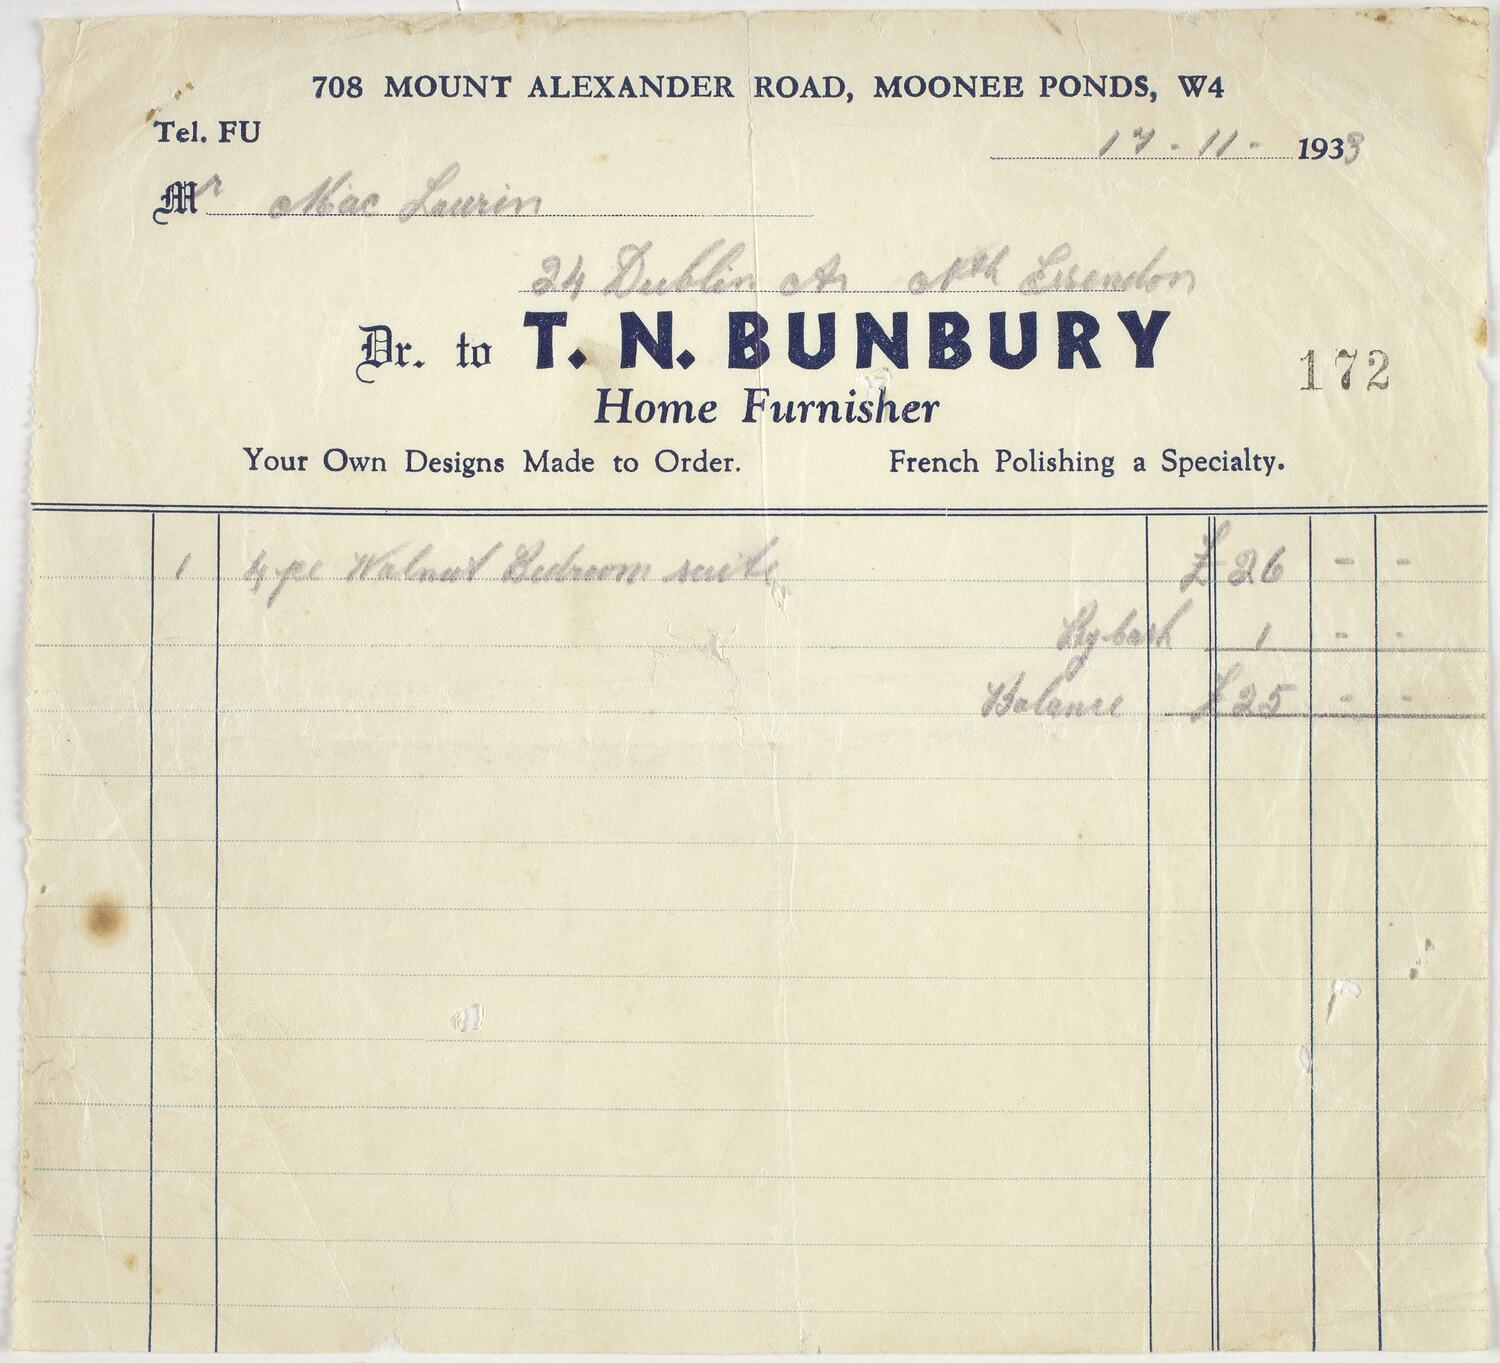 708 MOUNT ALEXANDER ROAD, MOONEE PONDS, W4
Tel. FU
17-11-1933
Mr Mac Laurin
24 Dublin Av Nth Essendon
Dr. to T. N. BUNBURY
172
Home Furnisher
Your Own Designs Made to Order. French Polishing a Specialty.
1 4 pce Walnut Bedroom suite £26 - -
By Cash 1 - -
Balance £25 - -